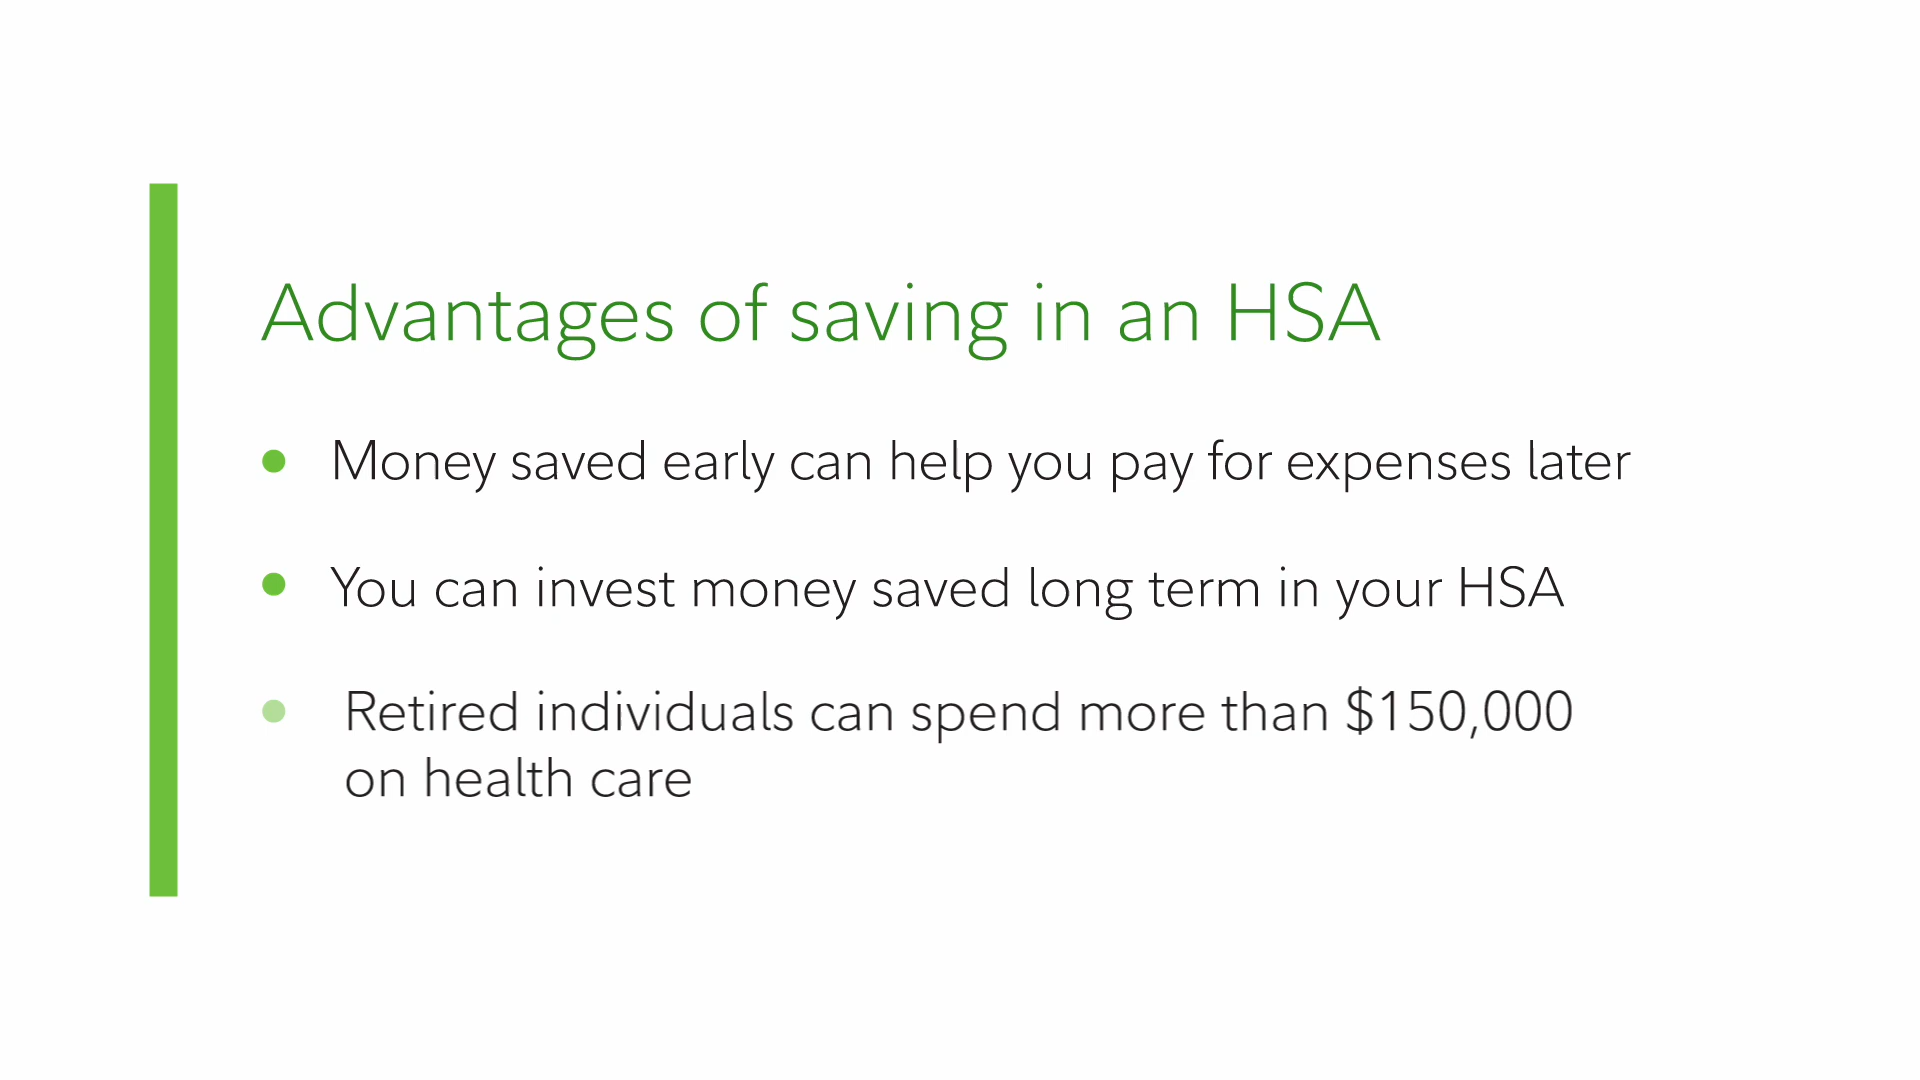 Advantages of saving in an HSA
Money saved early can help you pay for expenses later
You can invest money saved long term in your HSA
Retired individuals can spend more than $150,000
on health care